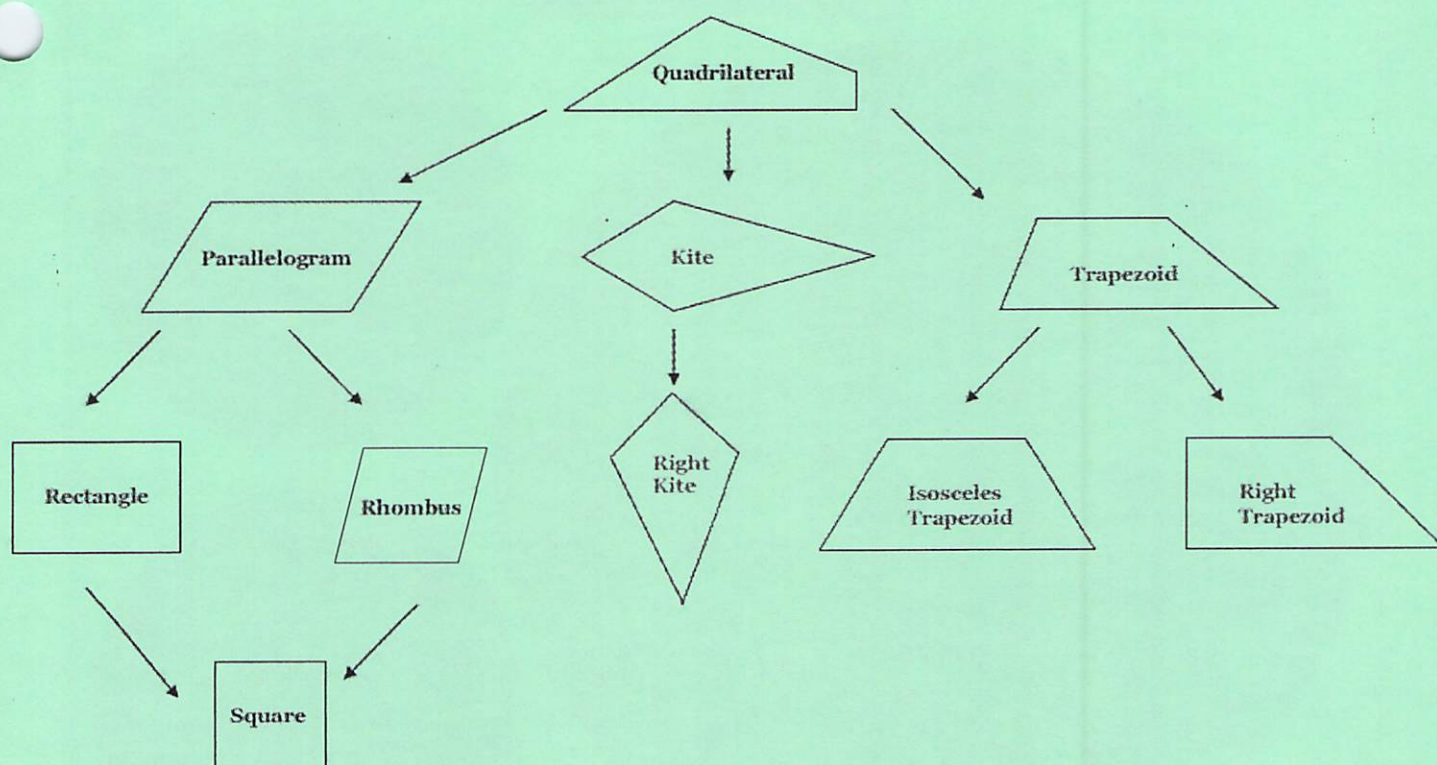 Quadrilateral
Parallelogram
Kite
Trapezoid
Rectangle
Rhombus
Right
Kite
Isosceles
Trapezoid
Right
Trapezoid
Square